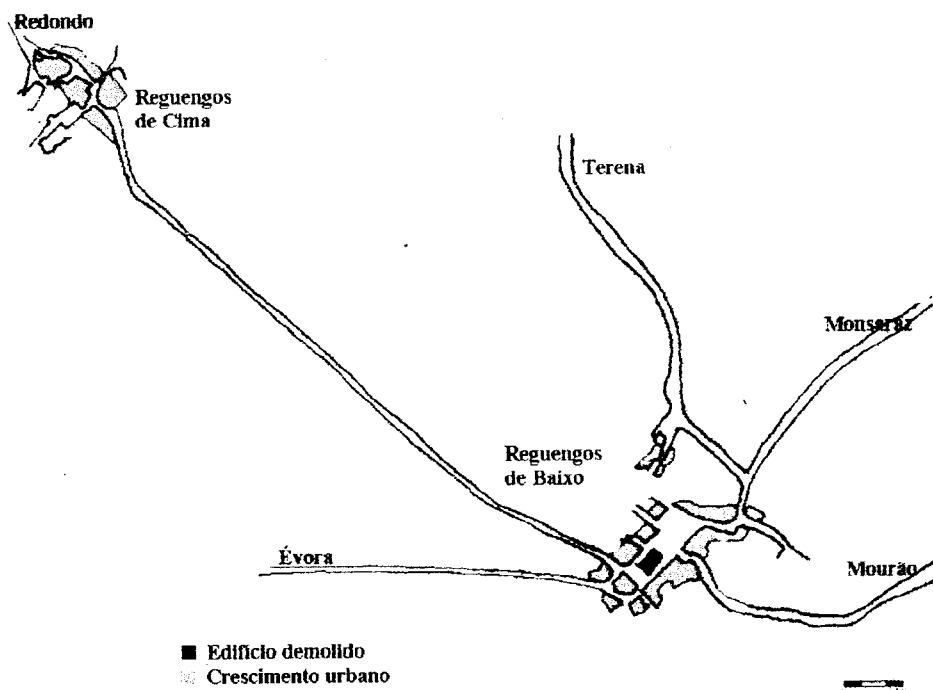 Redondo
Reguengos
de Cima
Terena
Monsaraz
Reguengos
de Baixo
Évora
Mourão
Edifício demolido
Crescimento urbano